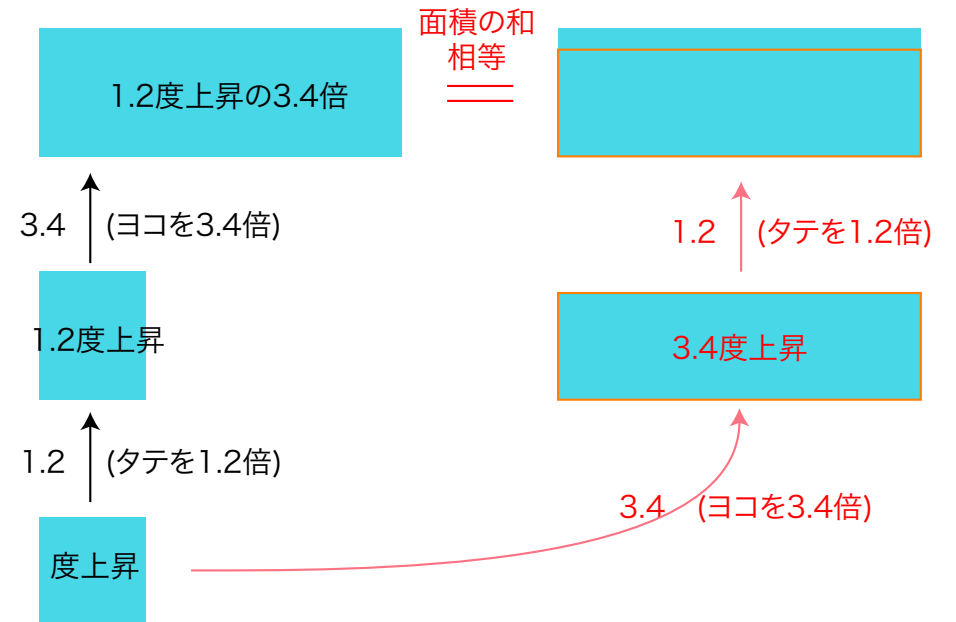 面積の和
相等
1.2度上昇の3.4倍
3.4 (ヨコを3.4倍)
1.2 (タテを1.2倍)
1.2度上昇
3.4度上昇
1.2 (タテを1.2倍)
3.4 (ヨコを3.4倍)
度上昇